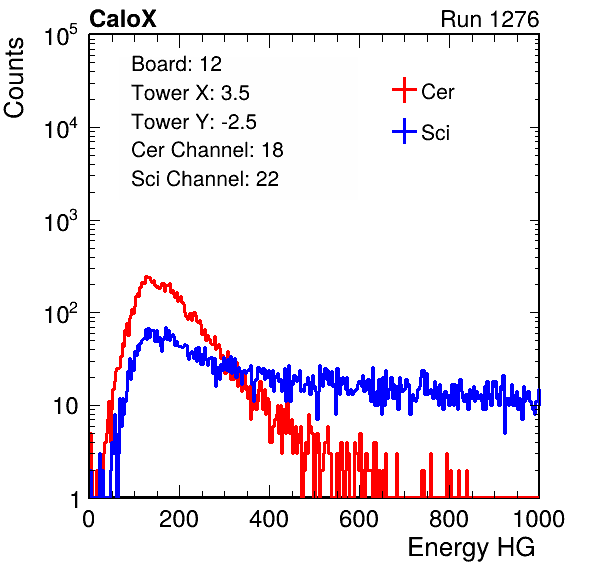 CaloX Run 1276
Counts
10^5
10^4
10^3
10^2
10
1
Board: 12
Tower X: 3.5
Tower Y: -2.5
Cer Channel: 18
Sci Channel: 22
Cer
Sci
0 200 400 600 800 1000
Energy HG